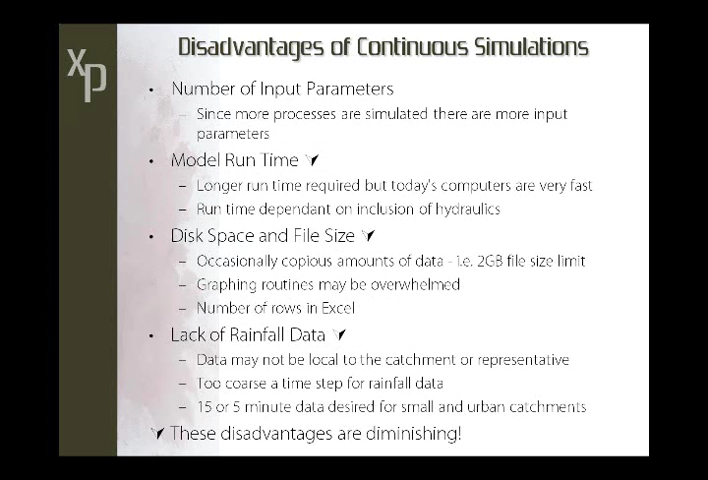 xp
Disadvantages of Continuous Simulations
• Number of Input Parameters
– Since more processes are simulated there are more input
parameters
• Model Run Time
– Longer run time required but today's computers are very fast
– Run time dependant on inclusion of hydraulics
• Disk Space and File Size
– Occasionally copious amounts of data - i.e. 2GB file size limit
– Graphing routines may be overwhelmed
– Number of rows in Excel
• Lack of Rainfall Data
– Data may not be local to the catchment or representative
– Too coarse a time step for rainfall data
– 15 or 5 minute data desired for small and urban catchments
These disadvantages are diminishing!